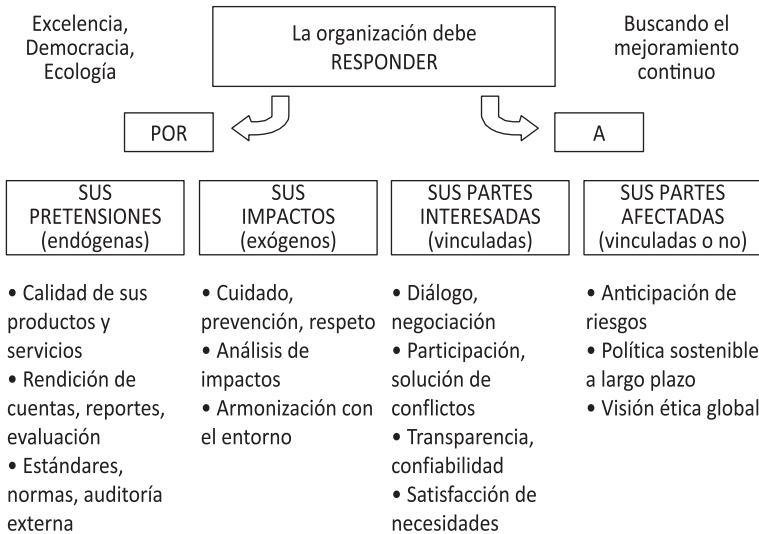 Excelencia,
Democracia,
Ecología
La organización debe
RESPONDER
Buscando el
mejoramiento
continuo
POR
A
SUS
PRETENSIONES
(endógenas)
SUS
IMPACTOS
(exógenos)
SUS PARTES
INTERESADAS
(vinculadas)
SUS PARTES
AFECTADAS
(vinculadas o no)
• Calidad de sus
productos y
servicios
• Rendición de
cuentas, reportes,
evaluación
• Estándares,
normas, auditoría
externa
• Cuidado,
prevención, respeto
• Análisis de
impactos
• Armonización con
el entorno
• Diálogo,
negociación
• Participación,
solución de
conflictos
• Transparencia,
confiabilidad
• Satisfacción de
necesidades
• Anticipación de
riesgos
• Política sostenible
a largo plazo
• Visión ética global